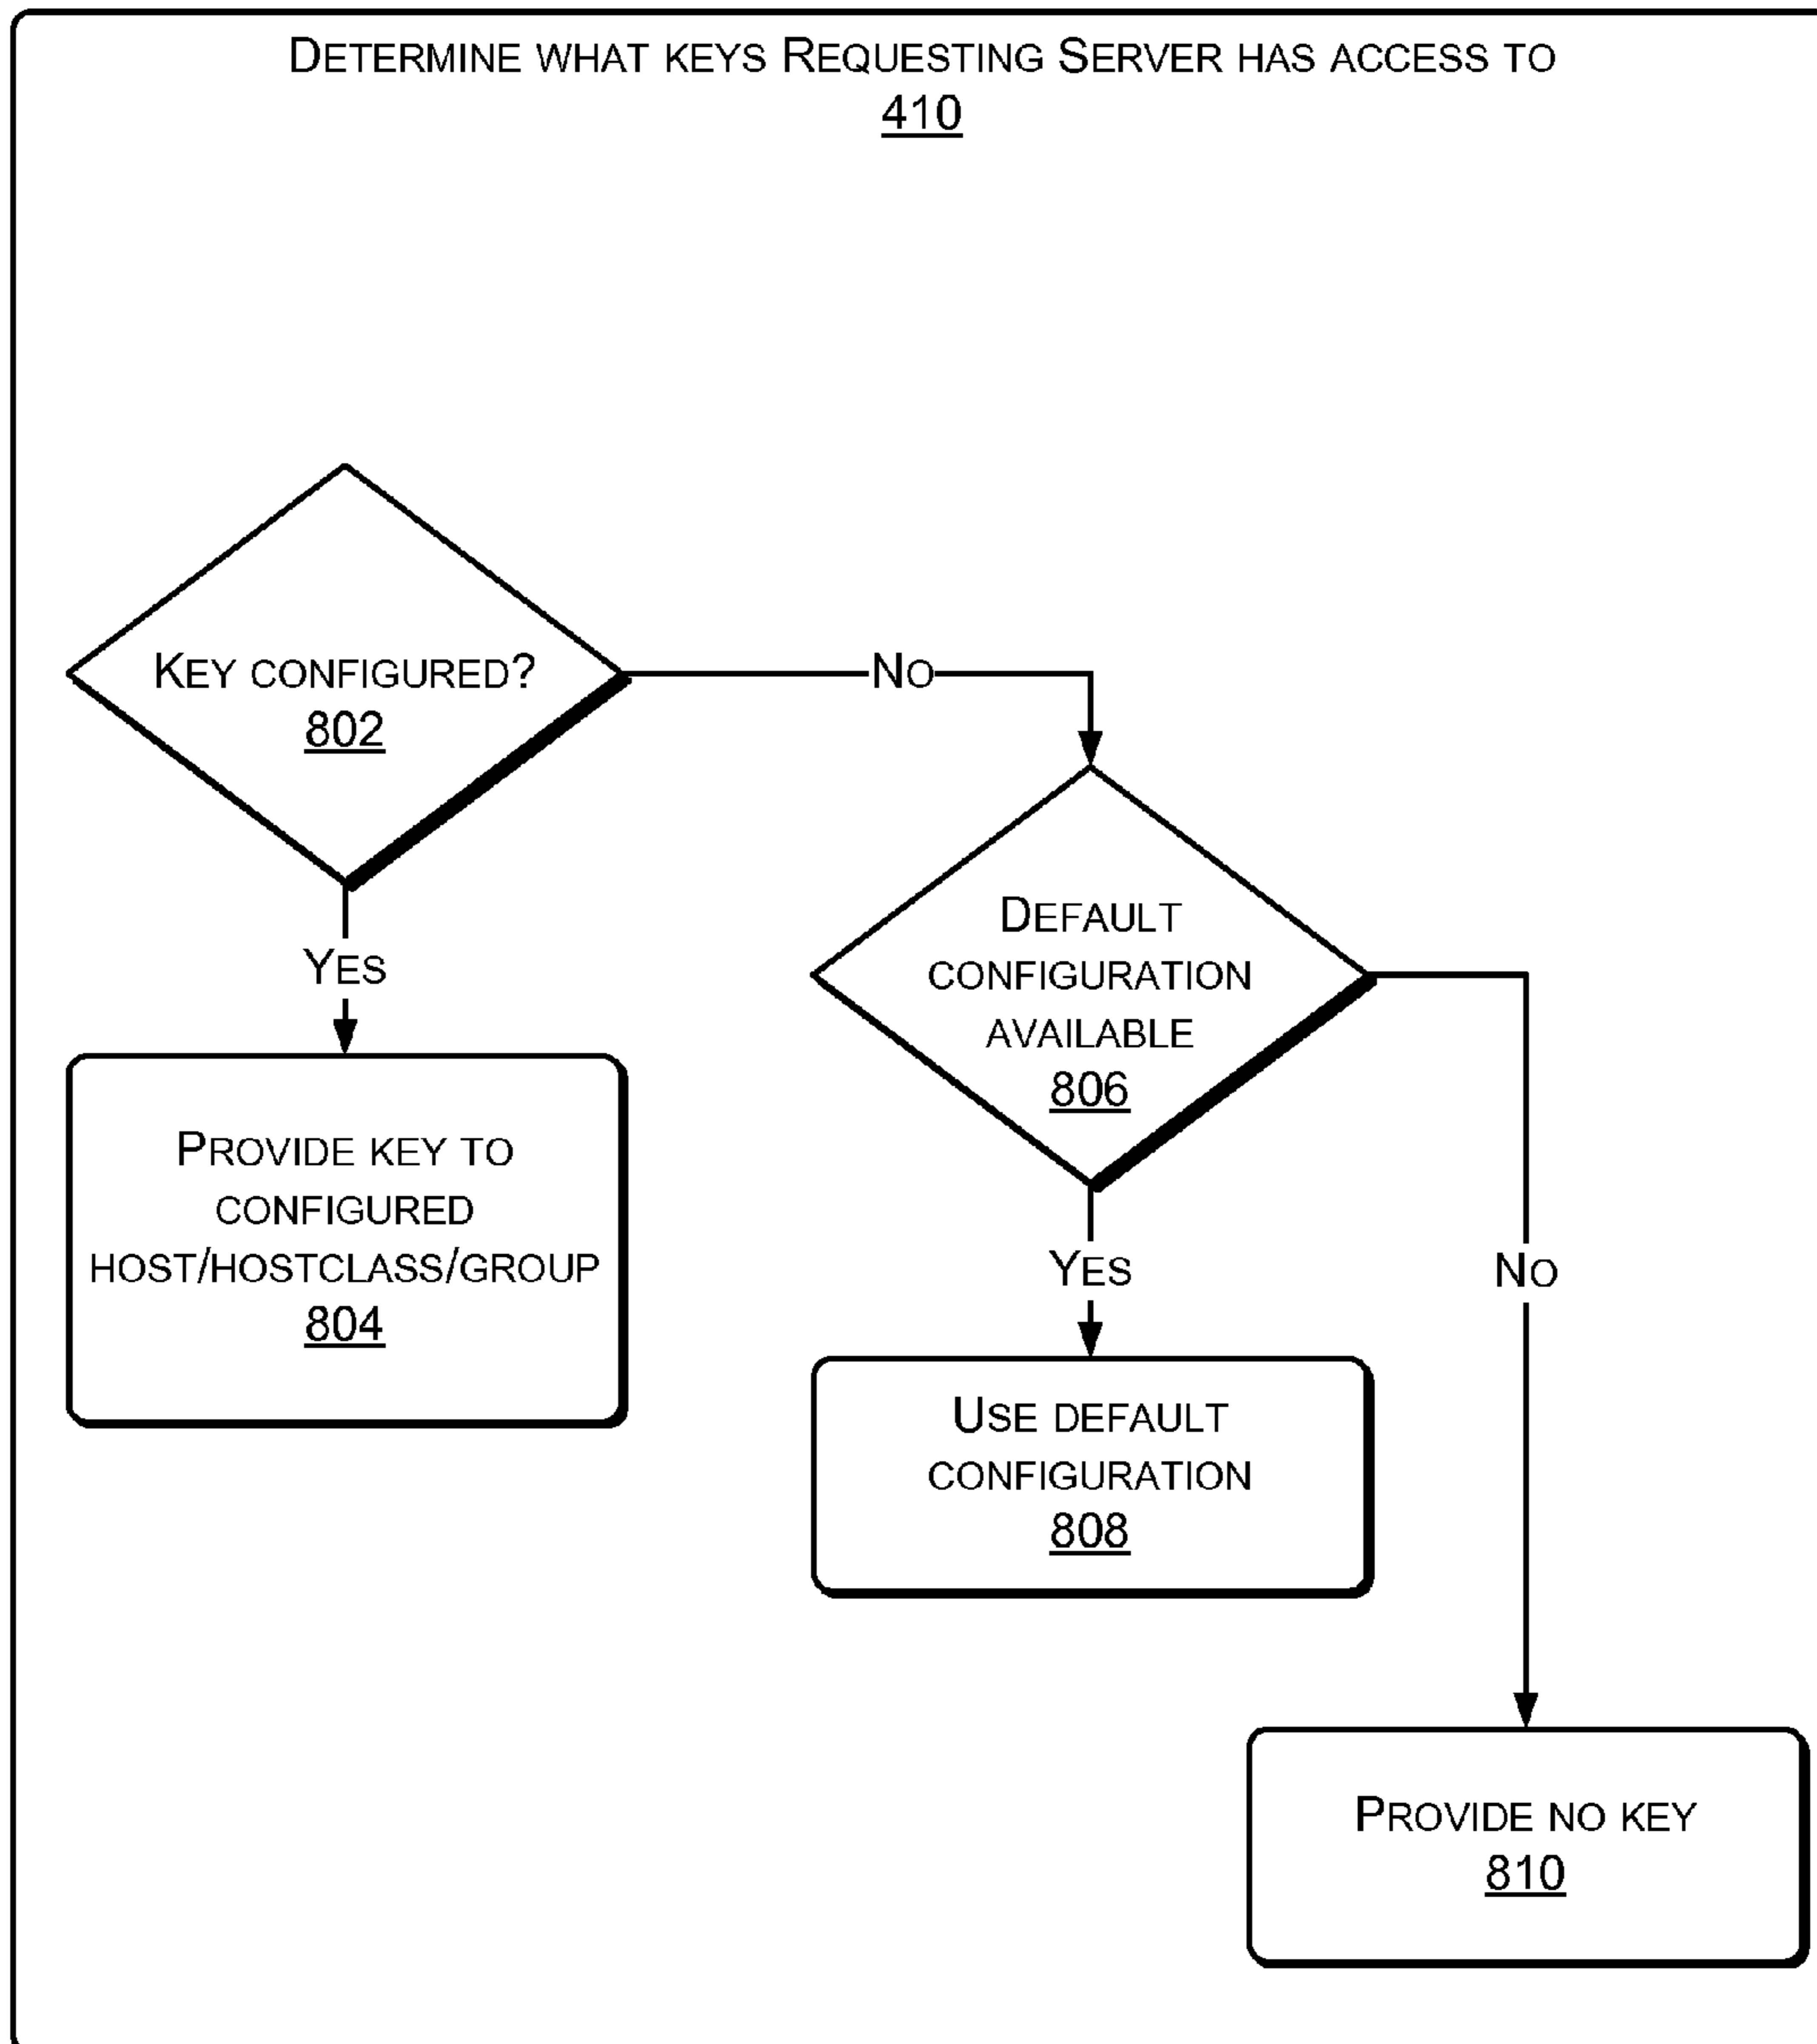 DETERMINE WHAT KEYS REQUESTING SERVER HAS ACCESS TO
410
KEY CONFIGURED?
802
NO
YES
PROVIDE KEY TO
CONFIGURED
HOST/HOSTCLASS/GROUP
804
DEFAULT
CONFIGURATION
AVAILABLE
806
YES
NO
USE DEFAULT
CONFIGURATION
808
PROVIDE NO KEY
810